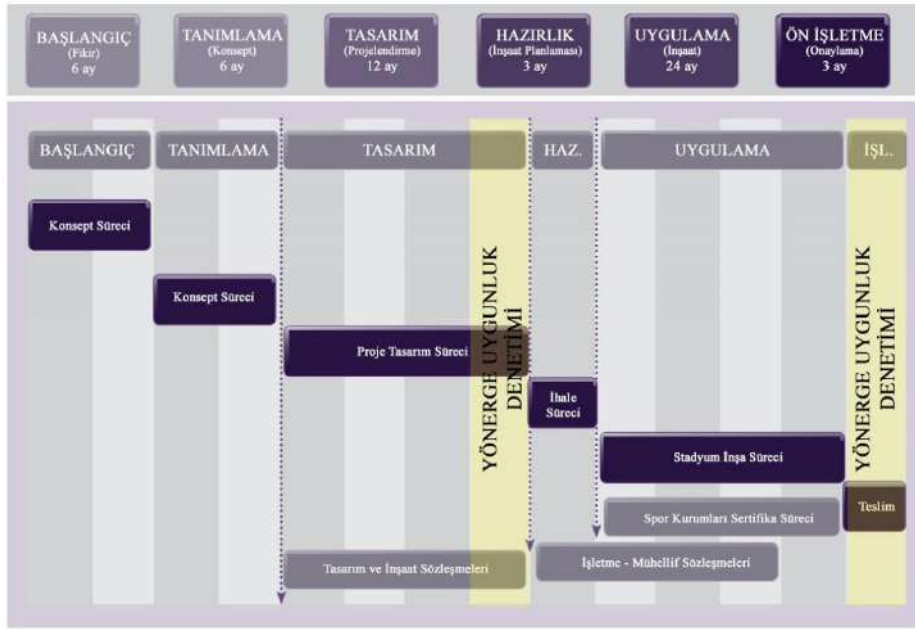 BAŞLANGIÇ
(Fikir)
6 ay
TANIMLAMA
(Konsept)
6 ay
TASARIM
(Projelendirme)
12 ay
HAZIRLIK
(İnşaat Planlaması)
3 ay
UYGULAMA
(İnşaat)
24 ay
ÖN İŞLETME
(Onaylama)
3 ay
BAŞLANGIÇ
TANIMLAMA
TASARIM
HAZ.
UYGULAMA
İŞL.
Konsept Süreci
Konsept Süreci
Proje Tasarım Süreci
YÖNERGE UYGUNLUK
DENETİMİ
İhale
Süreci
Stadyum İnşa Süreci
YÖNERGE UYGUNLUK
DENETİMİ
Spor Kurumları Sertifika Süreci
Teslim
Tasarım ve İnşaat Sözleşmeleri
İşletme - Mühellif Sözleşmeleri